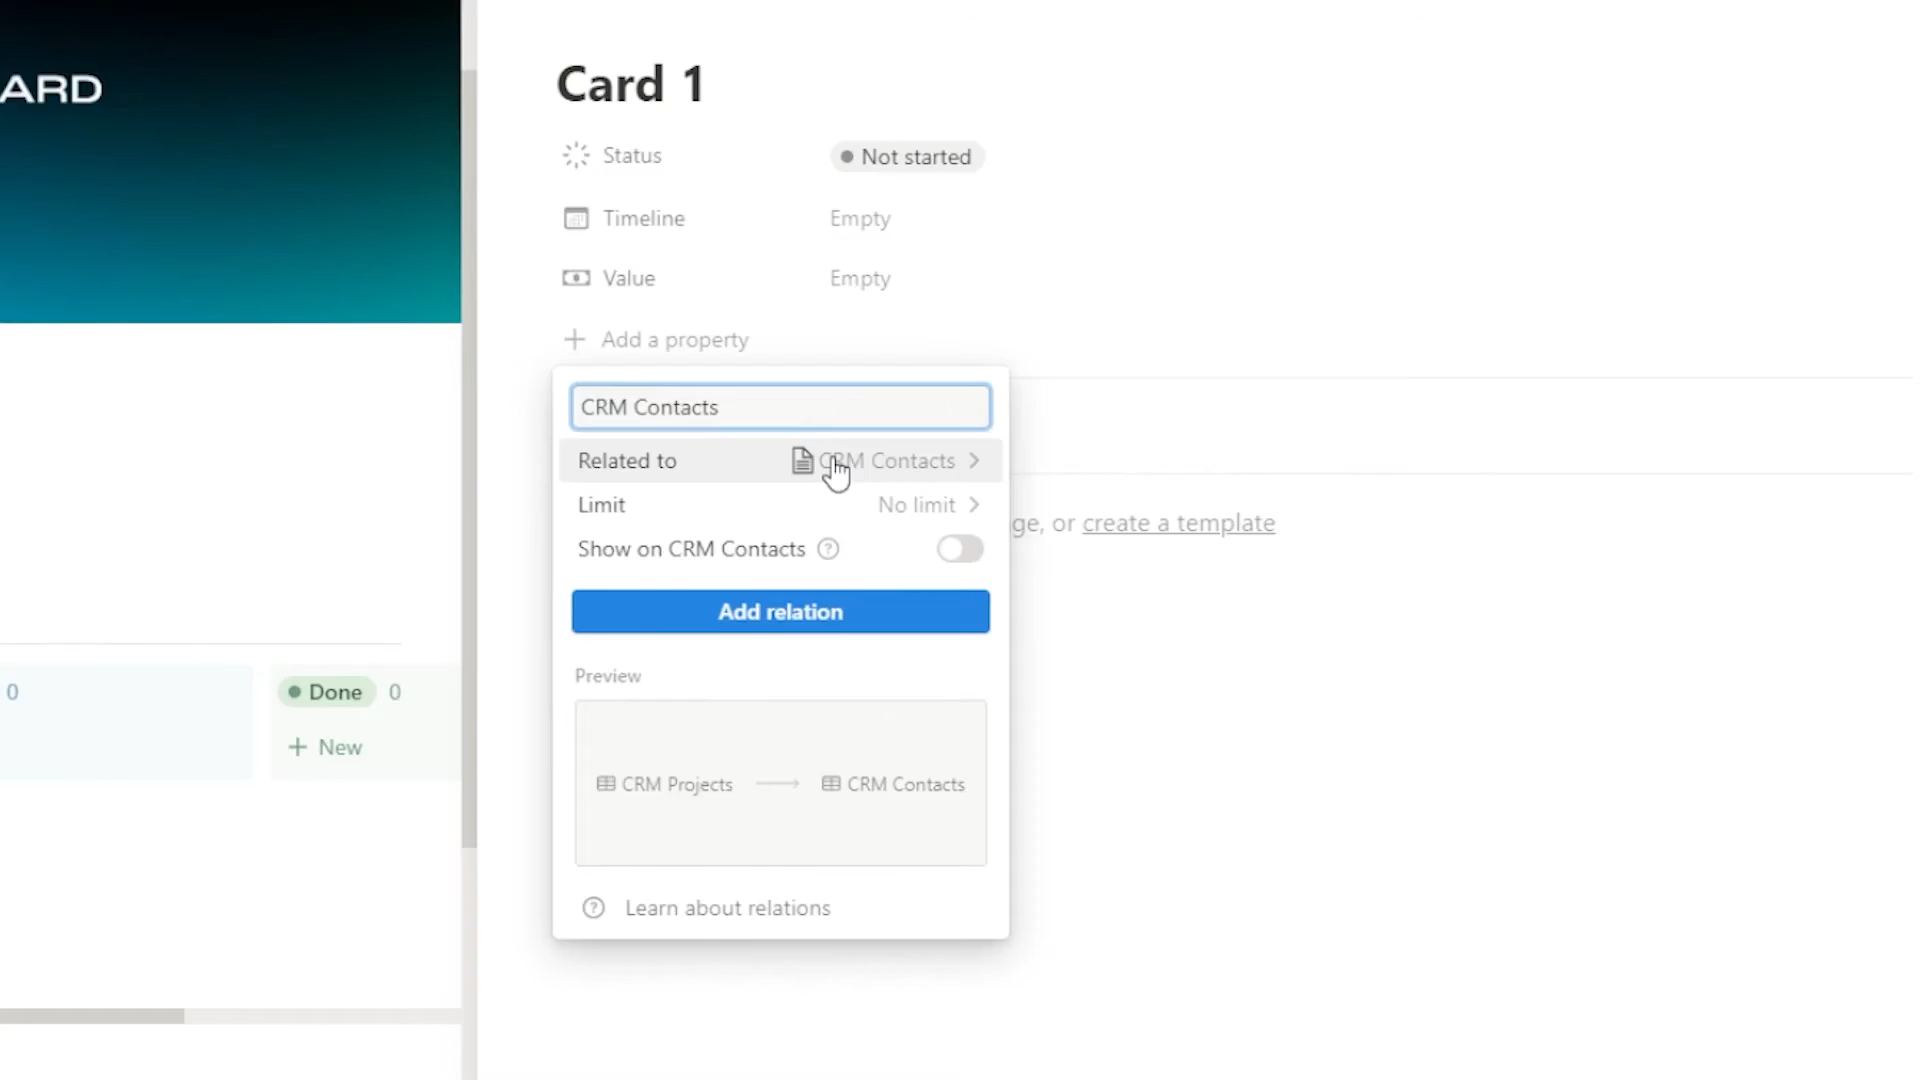 ARD
Card 1
Status Not started
Timeline Empty
Value Empty
+ Add a property
CRM Contacts
Related to CRM Contacts
Limit No limit
Show on CRM Contacts ?
ge, or create a template
Add relation
Preview
0 Done 0
+ New
CRM Projects → CRM Contacts
? Learn about relations